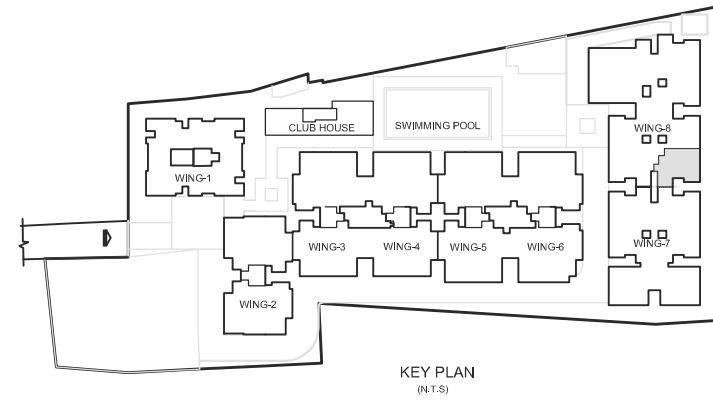 CLUB HOUSE
SWIMMING POOL
WING-8
WING-1
WING-3
WING-4
WING-5
WING-6
WING-7
WING-2
KEY PLAN
(N.T.S)